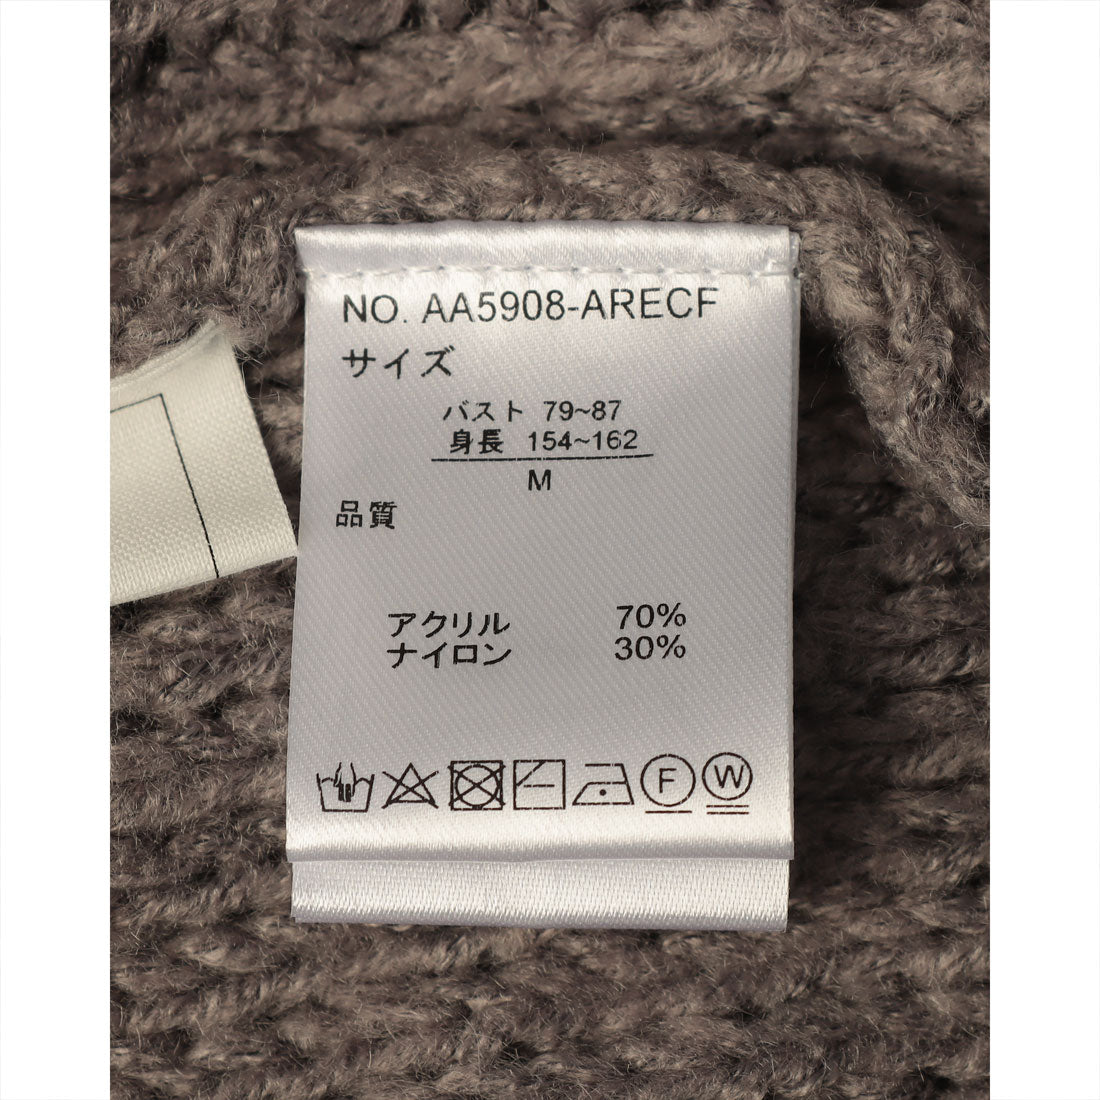 NO. AA5908-ARECF
サイズ
バスト 79~87
身長 154~162
M
品質
アクリル 70%
ナイロン 30%
F W